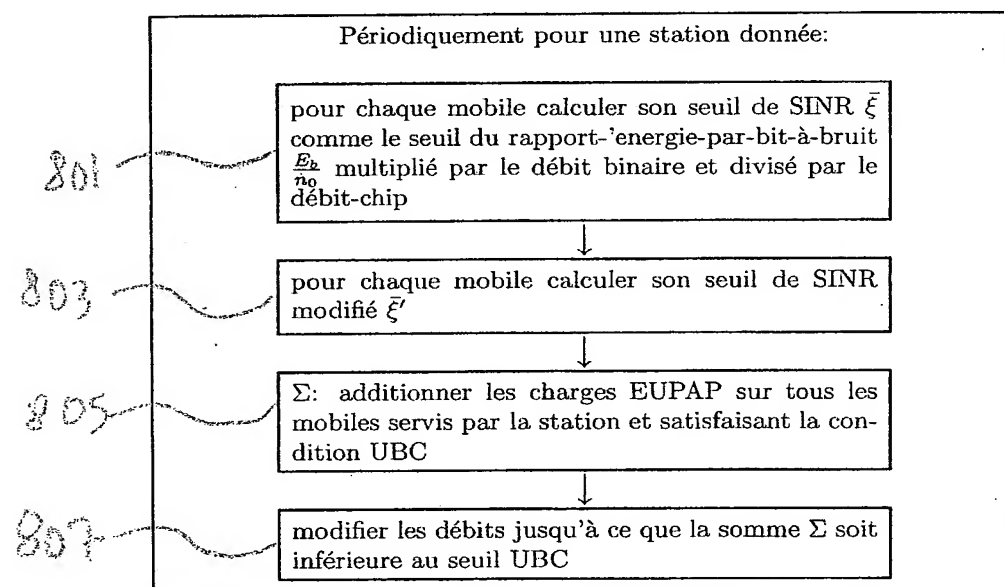 Périodiquement pour une station donnée:
801
pour chaque mobile calculer son seuil de SINR ξ̄
comme le seuil du rapport-'energie-par-bit-à-bruit
E_b/n_0 multiplié par le débit binaire et divisé par le
débit-chip
↓
803
pour chaque mobile calculer son seuil de SINR
modifié ξ̄′
↓
805
Σ: additionner les charges EUPAP sur tous les
mobiles servis par la station et satisfaisant la con-
dition UBC
↓
807
modifier les débits jusqu'à ce que la somme Σ soit
inférieure au seuil UBC